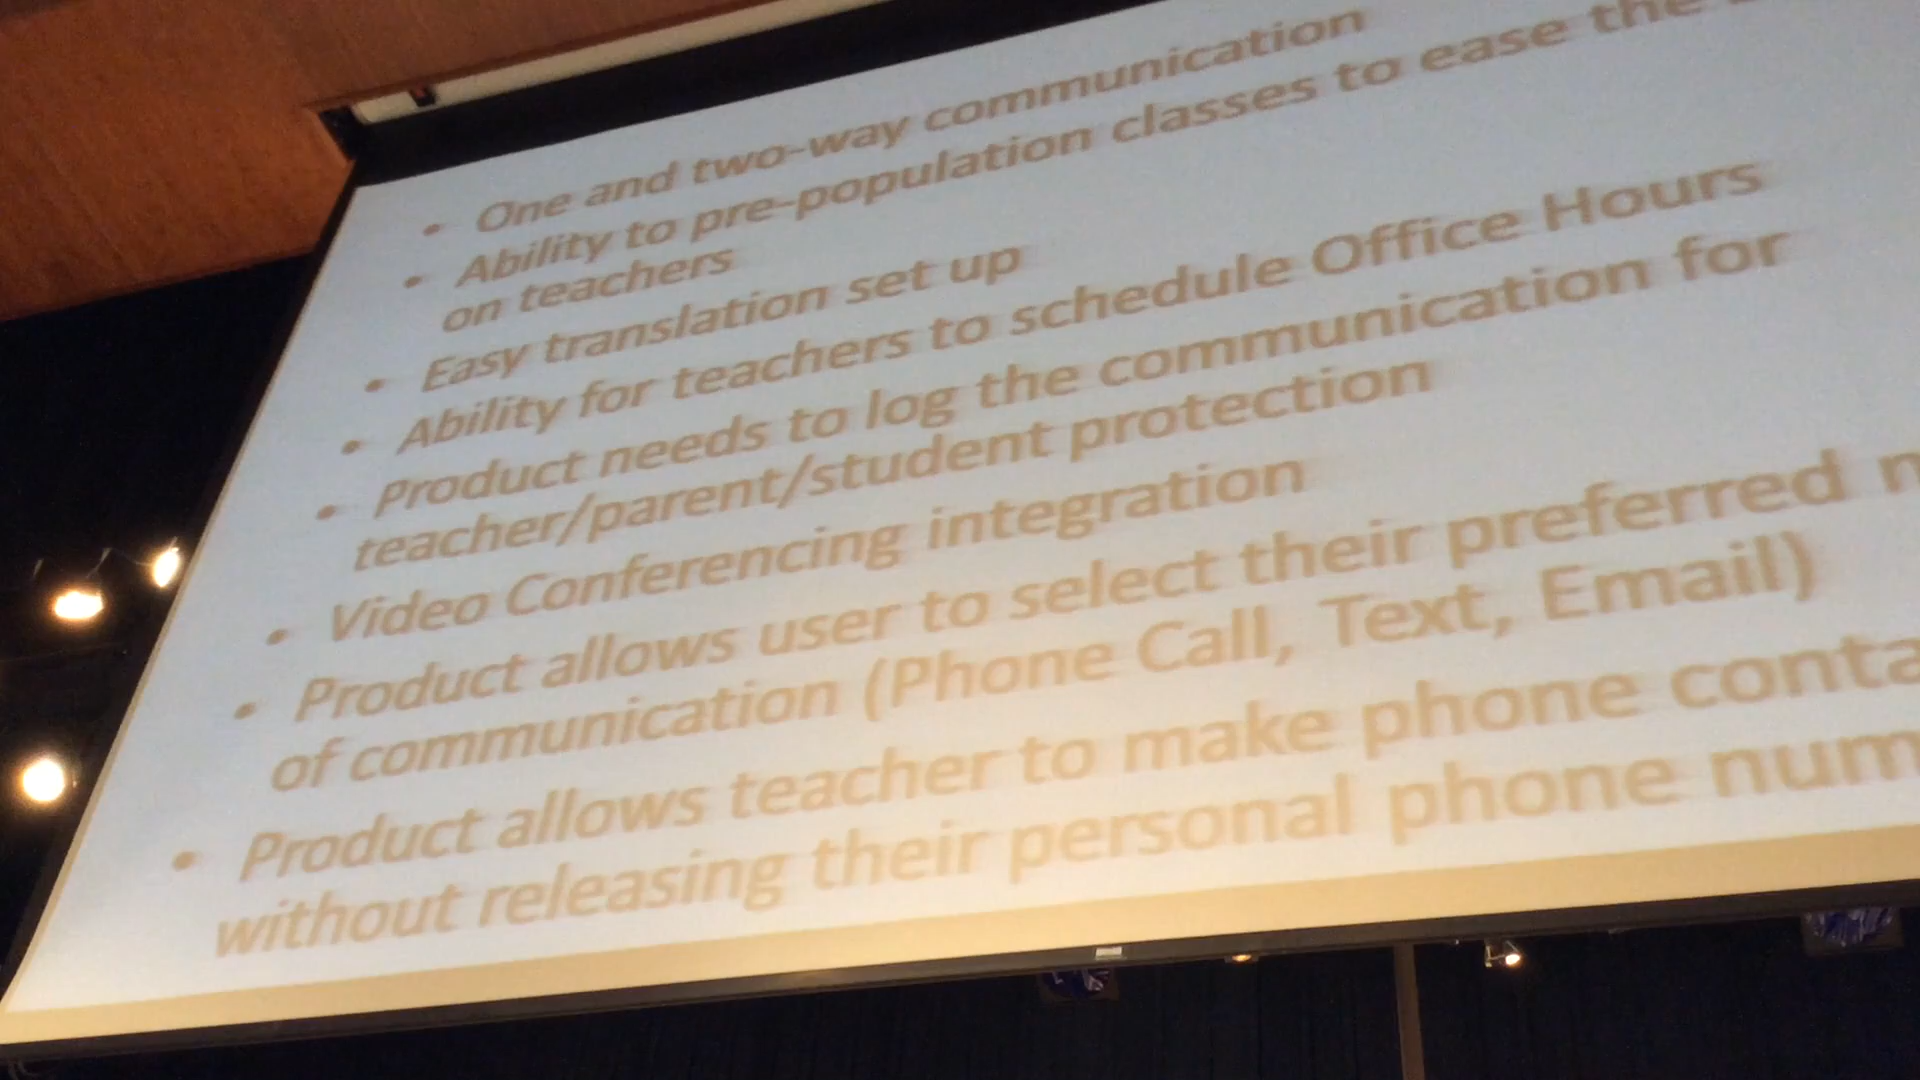 • One and two-way communication
• Ability to pre-population classes to ease the
on teachers
• Easy translation set up
• Ability for teachers to schedule Office Hours
• Product needs to log the communication for
teacher/parent/student protection
• Video Conferencing integration
• Product allows user to select their preferred
of communication (Phone Call, Text, Email)
• Product allows teacher to make phone
without releasing their personal phone